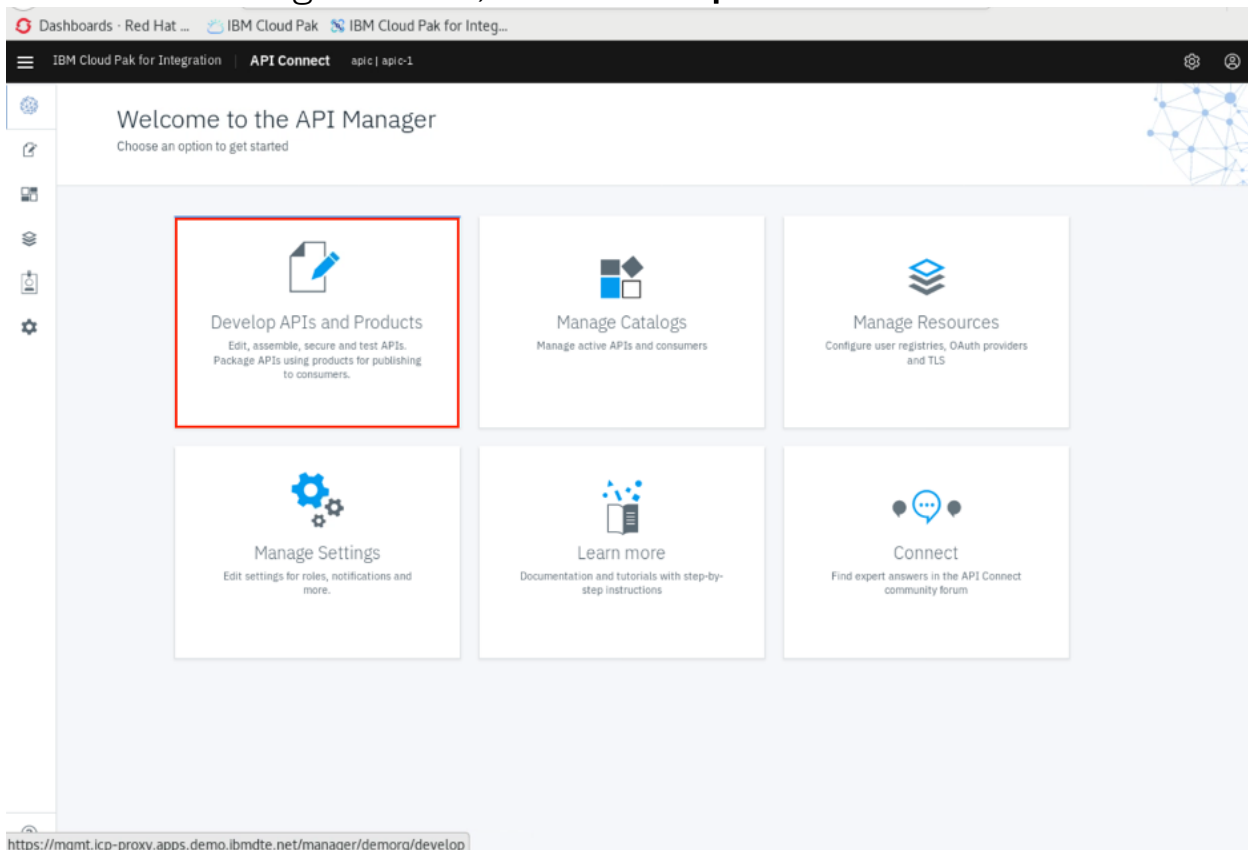 Dashboards · Red Hat ... IBM Cloud Pak IBM Cloud Pak for Integ...
IBM Cloud Pak for Integration | API Connect apic | apic-1
Welcome to the API Manager
Choose an option to get started
Develop APIs and Products
Edit, assemble, secure and test APIs.
Package APIs using products for publishing
to consumers.
Manage Catalogs
Manage active APIs and consumers
Manage Resources
Configure user registries, OAuth providers
and TLS
Manage Settings
Edit settings for roles, notifications and
more.
Learn more
Documentation and tutorials with step-by-
step instructions
Connect
Find expert answers in the API Connect
community forum
https://mgmt.icp-proxy.apps.demo.ibmdte.net/manager/demorg/develop